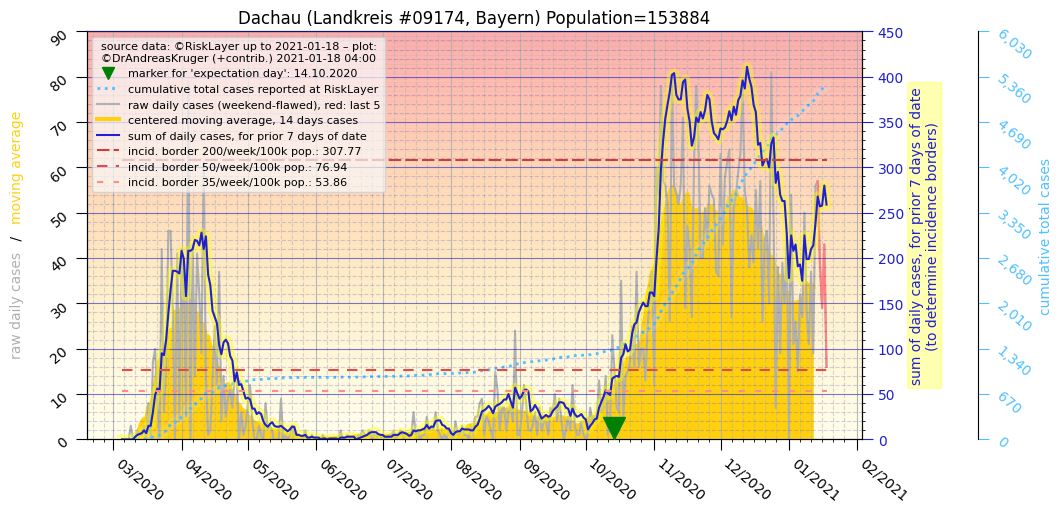 Dachau (Landkreis #09174, Bayern) Population=153884
source data: ©RiskLayer up to 2021-01-18 – plot:
©DrAndreasKruger (+contrib.) 2021-01-18 04:00
marker for 'expectation day': 14.10.2020
cumulative total cases reported at RiskLayer
raw daily cases (weekend-flawed), red: last 5
centered moving average, 14 days cases
sum of daily cases, for prior 7 days of date
incid. border 200/week/100k pop.: 307.77
incid. border 50/week/100k pop.: 76.94
incid. border 35/week/100k pop.: 53.86
raw daily cases / moving average
90
80
70
60
50
40
30
20
10
0
03/2020
04/2020
05/2020
06/2020
07/2020
08/2020
09/2020
10/2020
11/2020
12/2020
01/2021
02/2021
450
400
350
300
250
200
150
100
50
0
sum of daily cases, for prior 7 days of date
(to determine incidence borders)
6,030
5,360
4,690
4,020
3,350
2,680
2,010
1,340
670
0
cumulative total cases